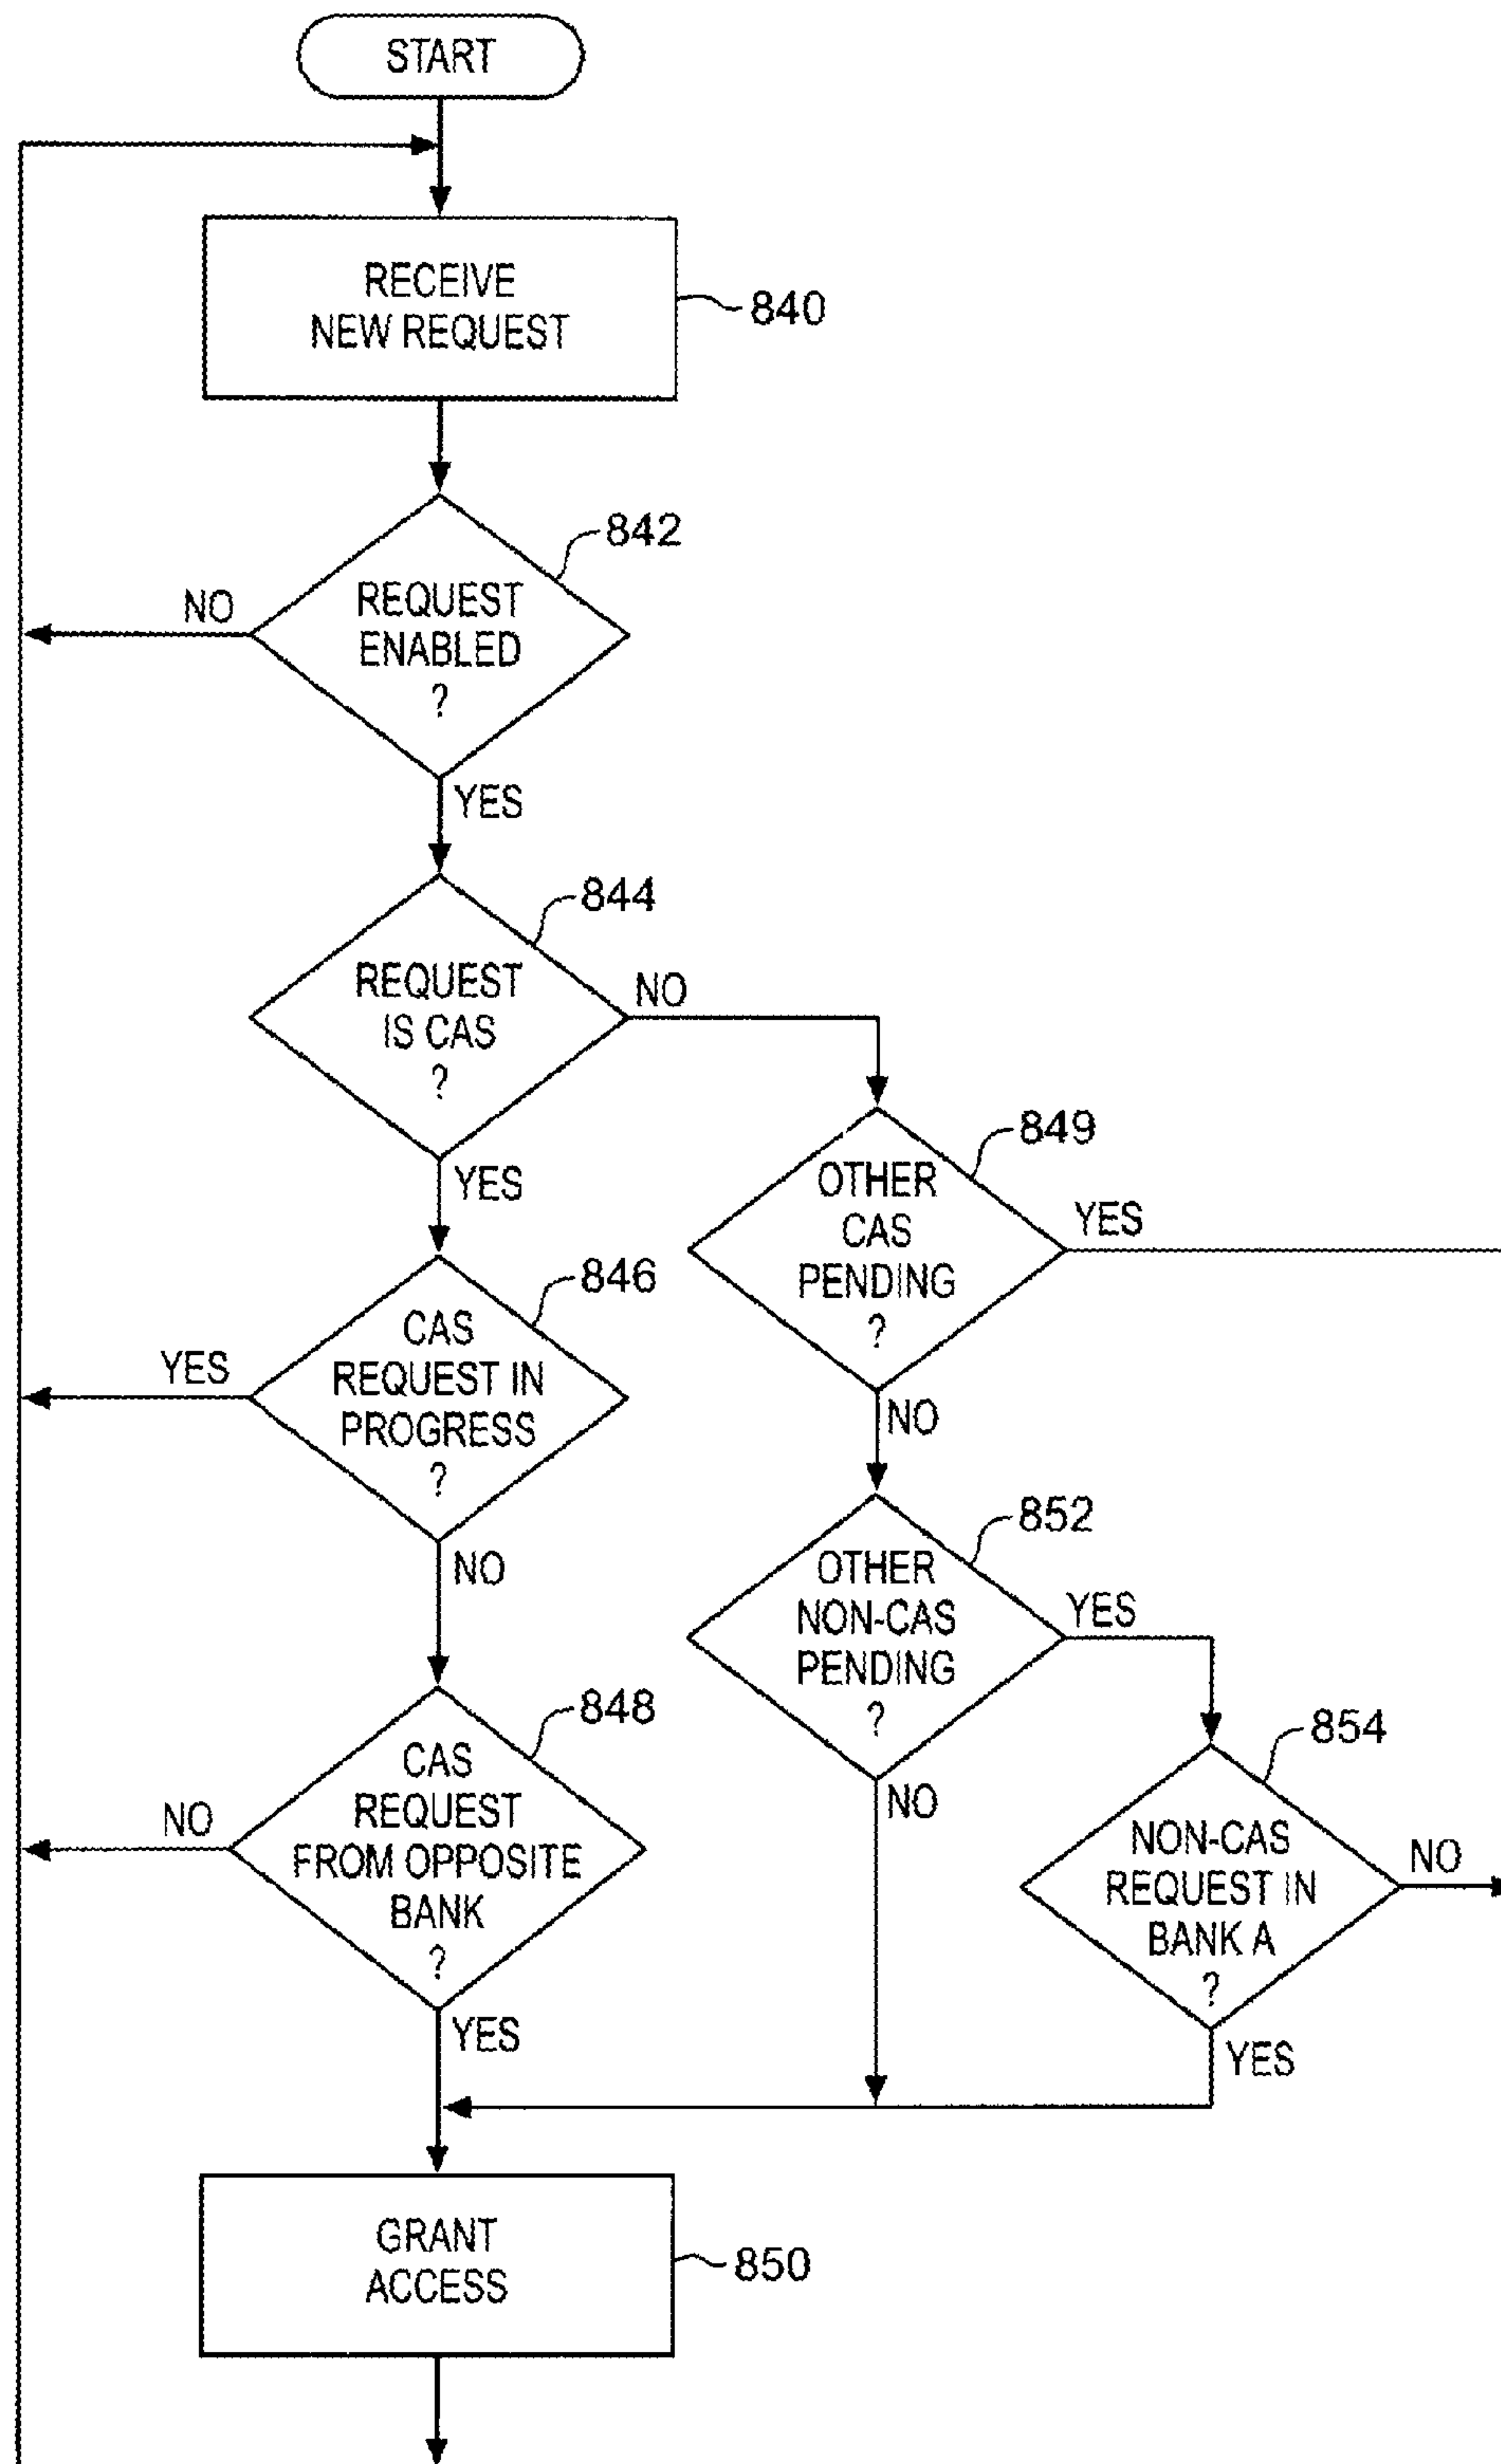 START
RECEIVE
NEW REQUEST
840
842
REQUEST
ENABLED
?
NO
YES
844
REQUEST
IS CAS
?
NO
YES
849
OTHER
CAS
PENDING
?
YES
NO
846
CAS
REQUEST IN
PROGRESS
?
YES
NO
852
OTHER
NON-CAS
PENDING
?
YES
NO
848
CAS
REQUEST
FROM OPPOSITE
BANK
?
NO
YES
854
NON-CAS
REQUEST IN
BANK A
?
NO
YES
GRANT
ACCESS
850